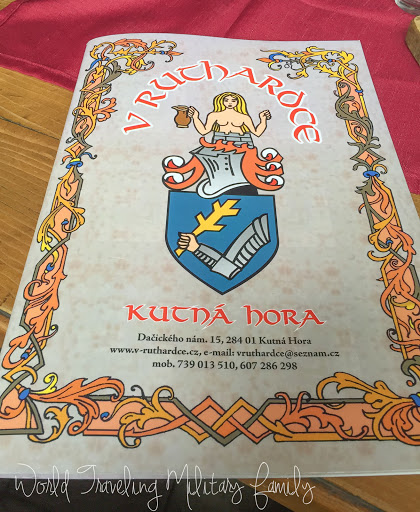 V RUTHARDCE
KUTNÁ HORA
Dačického nám. 15, 284 01 Kutná Hora
www.v-ruthardce.cz, e-mail: vruthardce@seznam.cz
mob. 739 013 510, 607 286 298
World Traveling Military Family